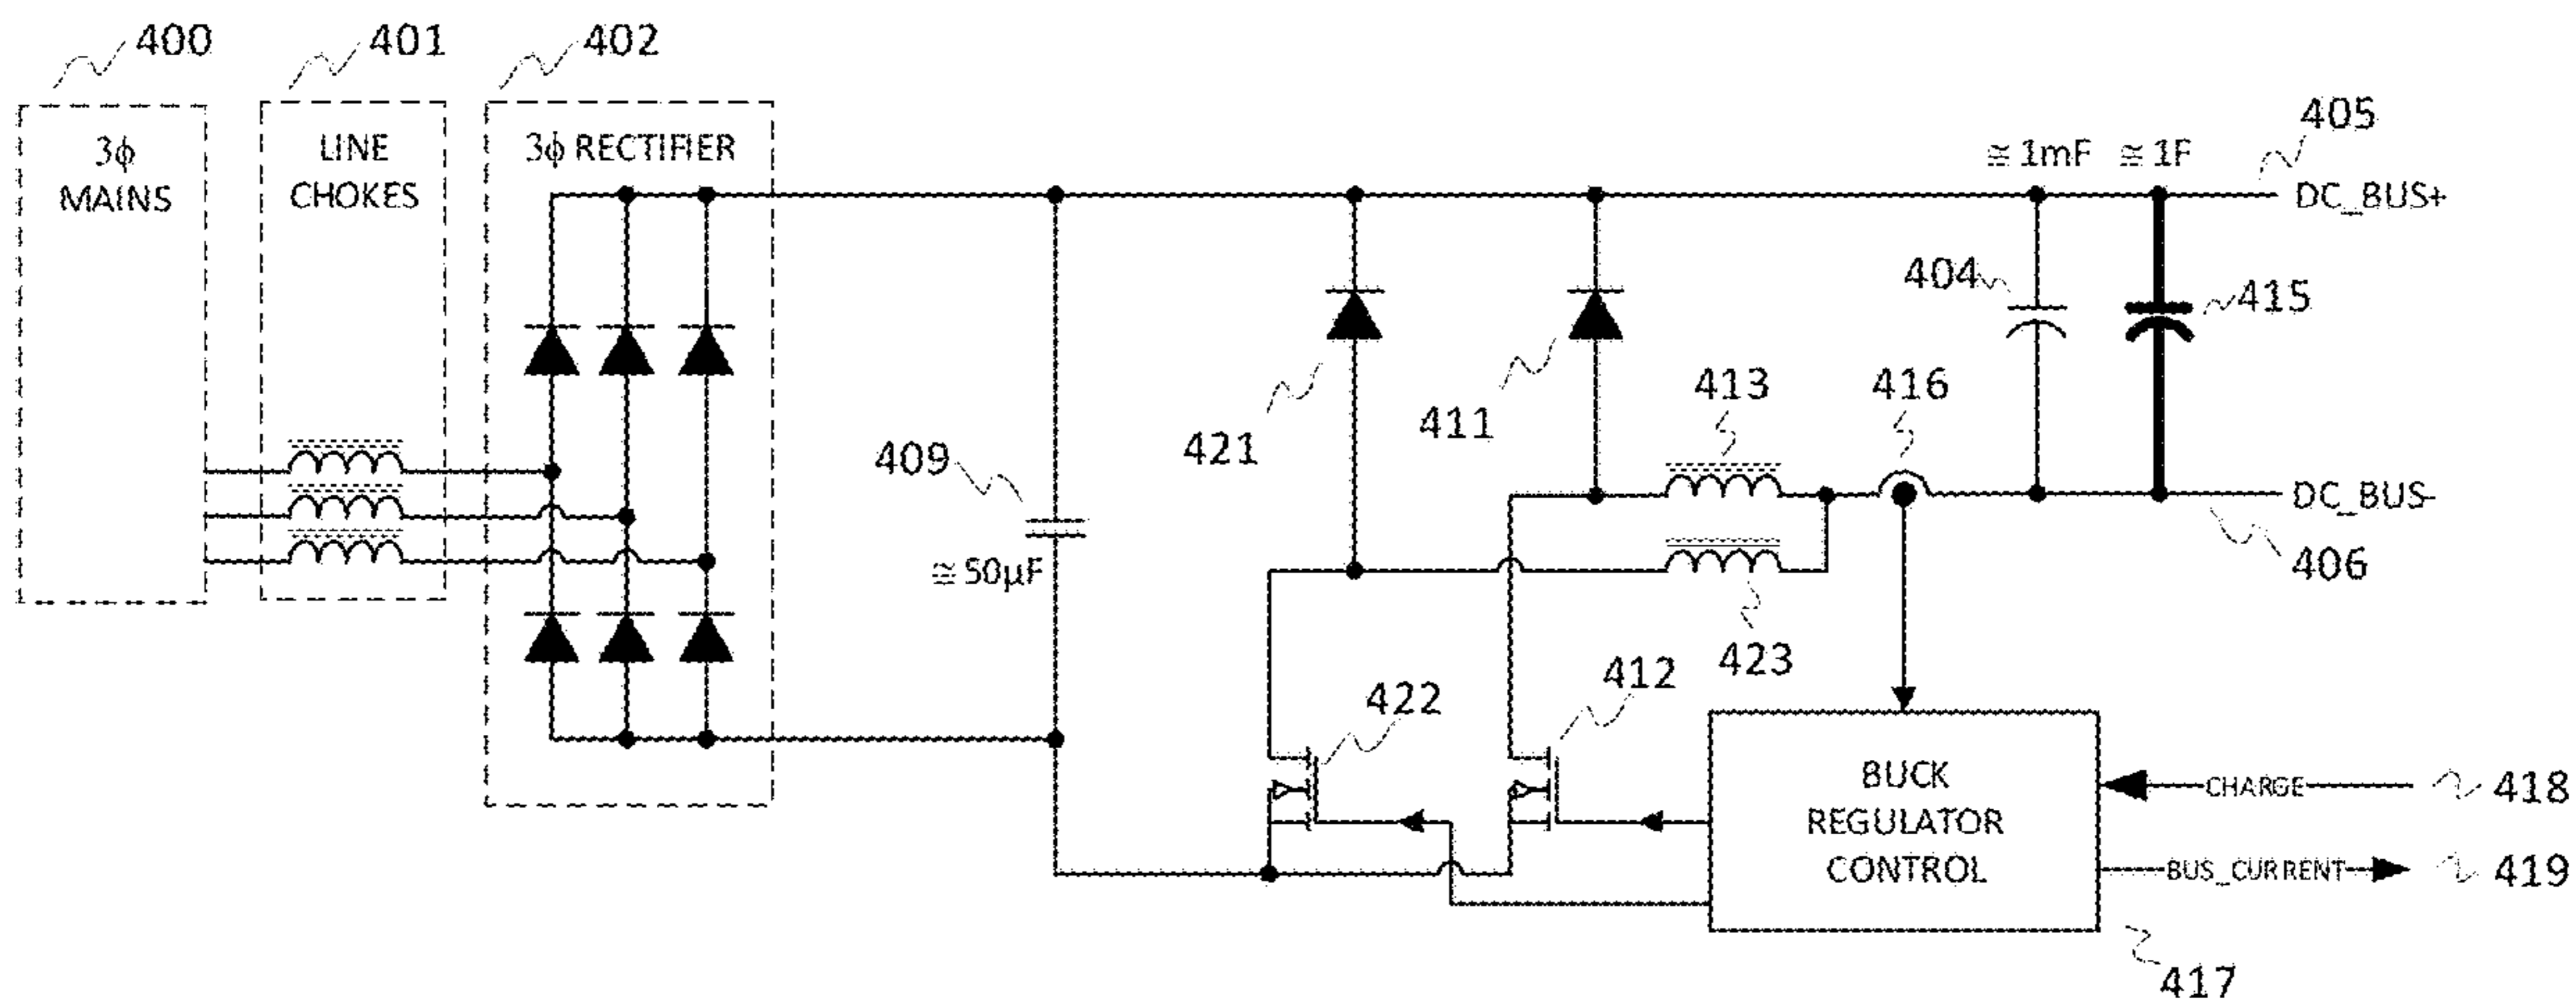 400
401
402
3ϕ
MAINS
LINE
CHOKES
3ϕ RECTIFIER
405
≅ 1mF
≅ 1F
DC_BUS+
404
415
421
411
413
416
409
≅ 50µF
DC_BUS-
406
423
422
412
BUCK
REGULATOR
CONTROL
CHARGE
418
BUS_CURRENT
419
417